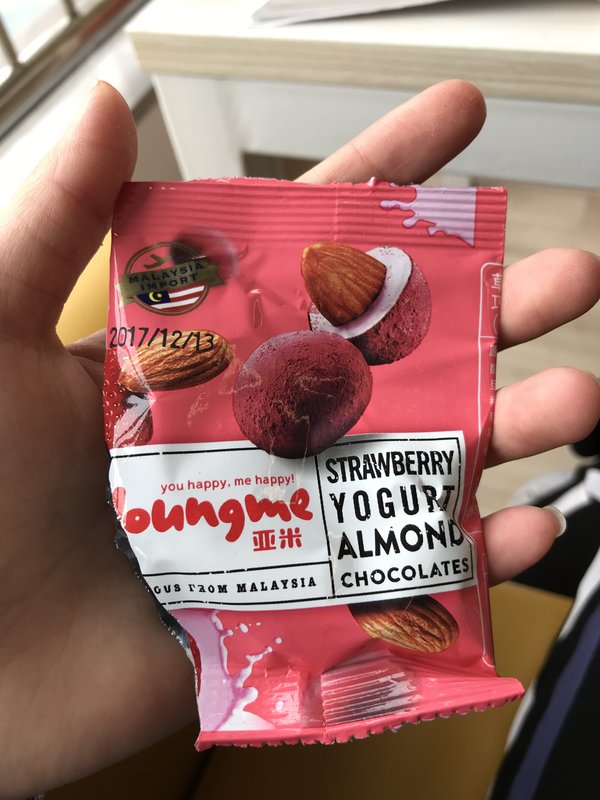 MALAYSIA
IMPORT
2017/12/13
you happy, me happy!
oungme
亚米
OUS FROM MALAYSIA
STRAWBERRY
YOGURT
ALMOND
CHOCOLATES